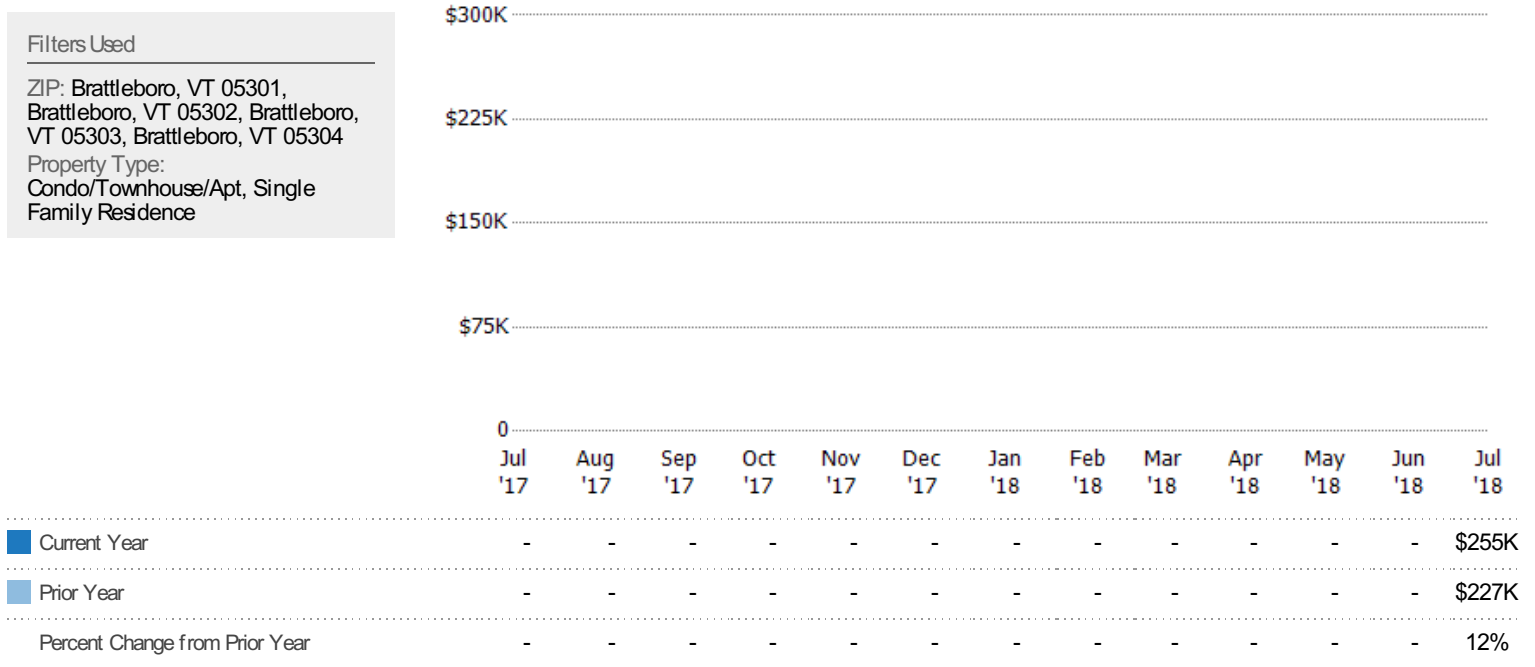 Filters Used
ZIP: Brattleboro, VT 05301,
Brattleboro, VT 05302, Brattleboro,
VT 05303, Brattleboro, VT 05304
Property Type:
Condo/Townhouse/Apt, Single
Family Residence
$300K
$225K
$150K
$75K
0
Jul Aug Sep Oct Nov Dec Jan Feb Mar Apr May Jun Jul
'17 '17 '17 '17 '17 '17 '18 '18 '18 '18 '18 '18 '18
Current Year - - - - - - - - - - - - $255K
Prior Year - - - - - - - - - - - - $227K
Percent Change from Prior Year - - - - - - - - - - - - 12%